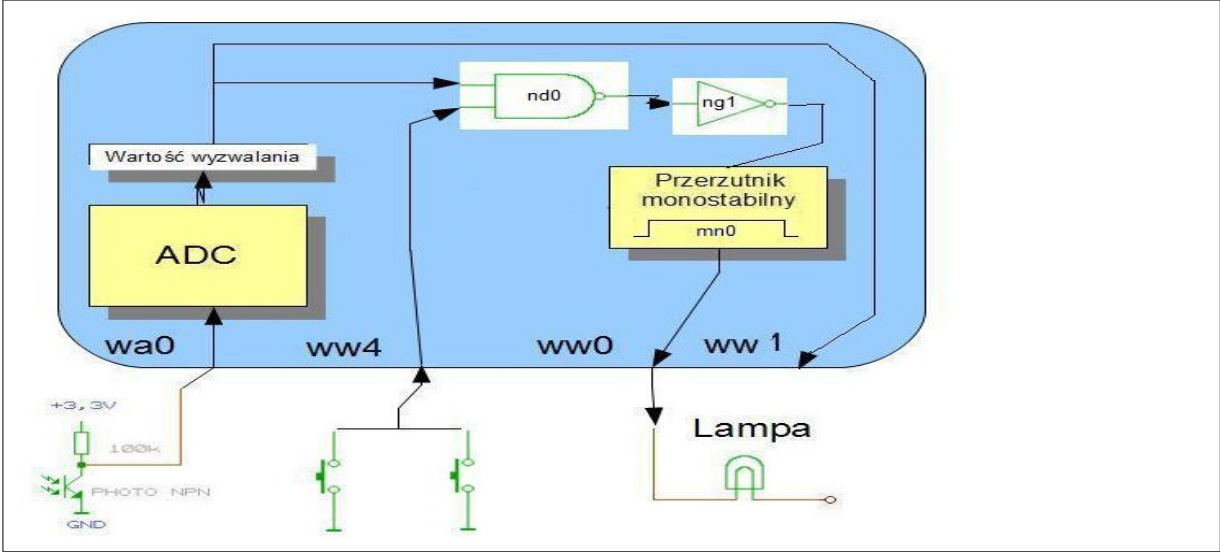 nd0
ng1
Wartość wyzwalania
Przerzutnik
monostabilny
mn0
ADC
wa0
ww4
ww0
ww 1
+3,3V
100k
PHOTO NPN
GND
Lampa